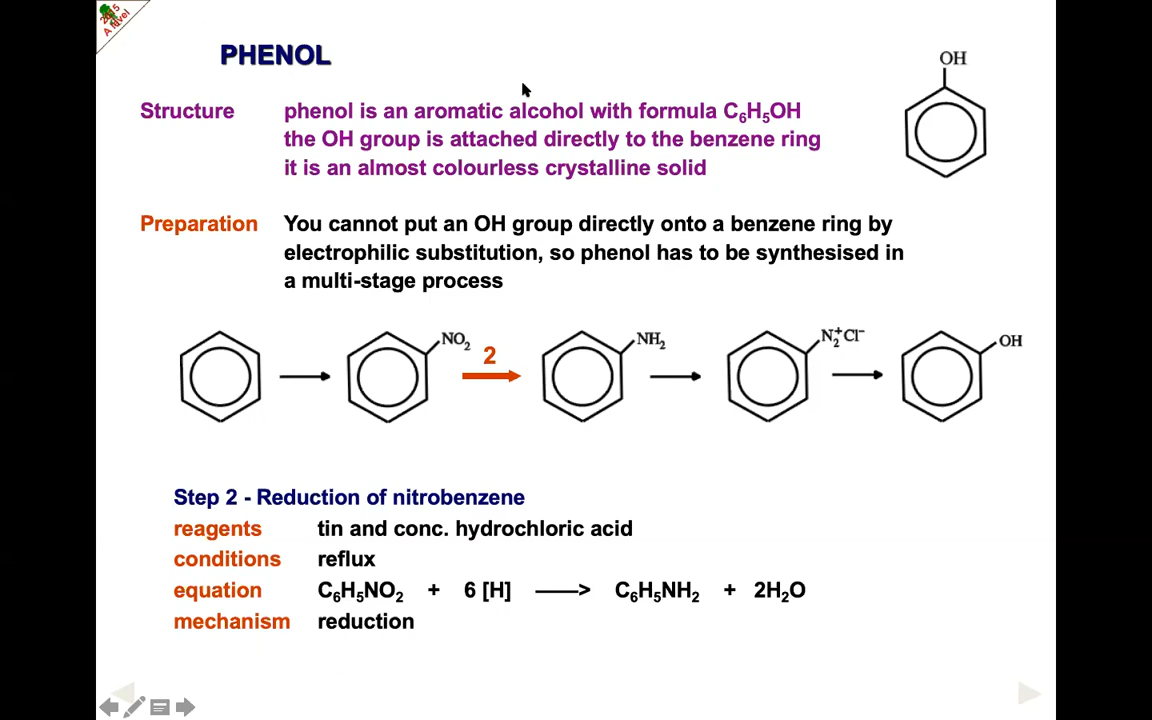 2015
A level
PHENOL
OH
Structure phenol is an aromatic alcohol with formula C₆H₅OH
the OH group is attached directly to the benzene ring
it is an almost colourless crystalline solid
Preparation You cannot put an OH group directly onto a benzene ring by
electrophilic substitution, so phenol has to be synthesised in
a multi-stage process
NO₂ 2 NH₂ N₂⁺Cl⁻ OH
Step 2 - Reduction of nitrobenzene
reagents tin and conc. hydrochloric acid
conditions reflux
equation C₆H₅NO₂ + 6 [H] ——> C₆H₅NH₂ + 2H₂O
mechanism reduction